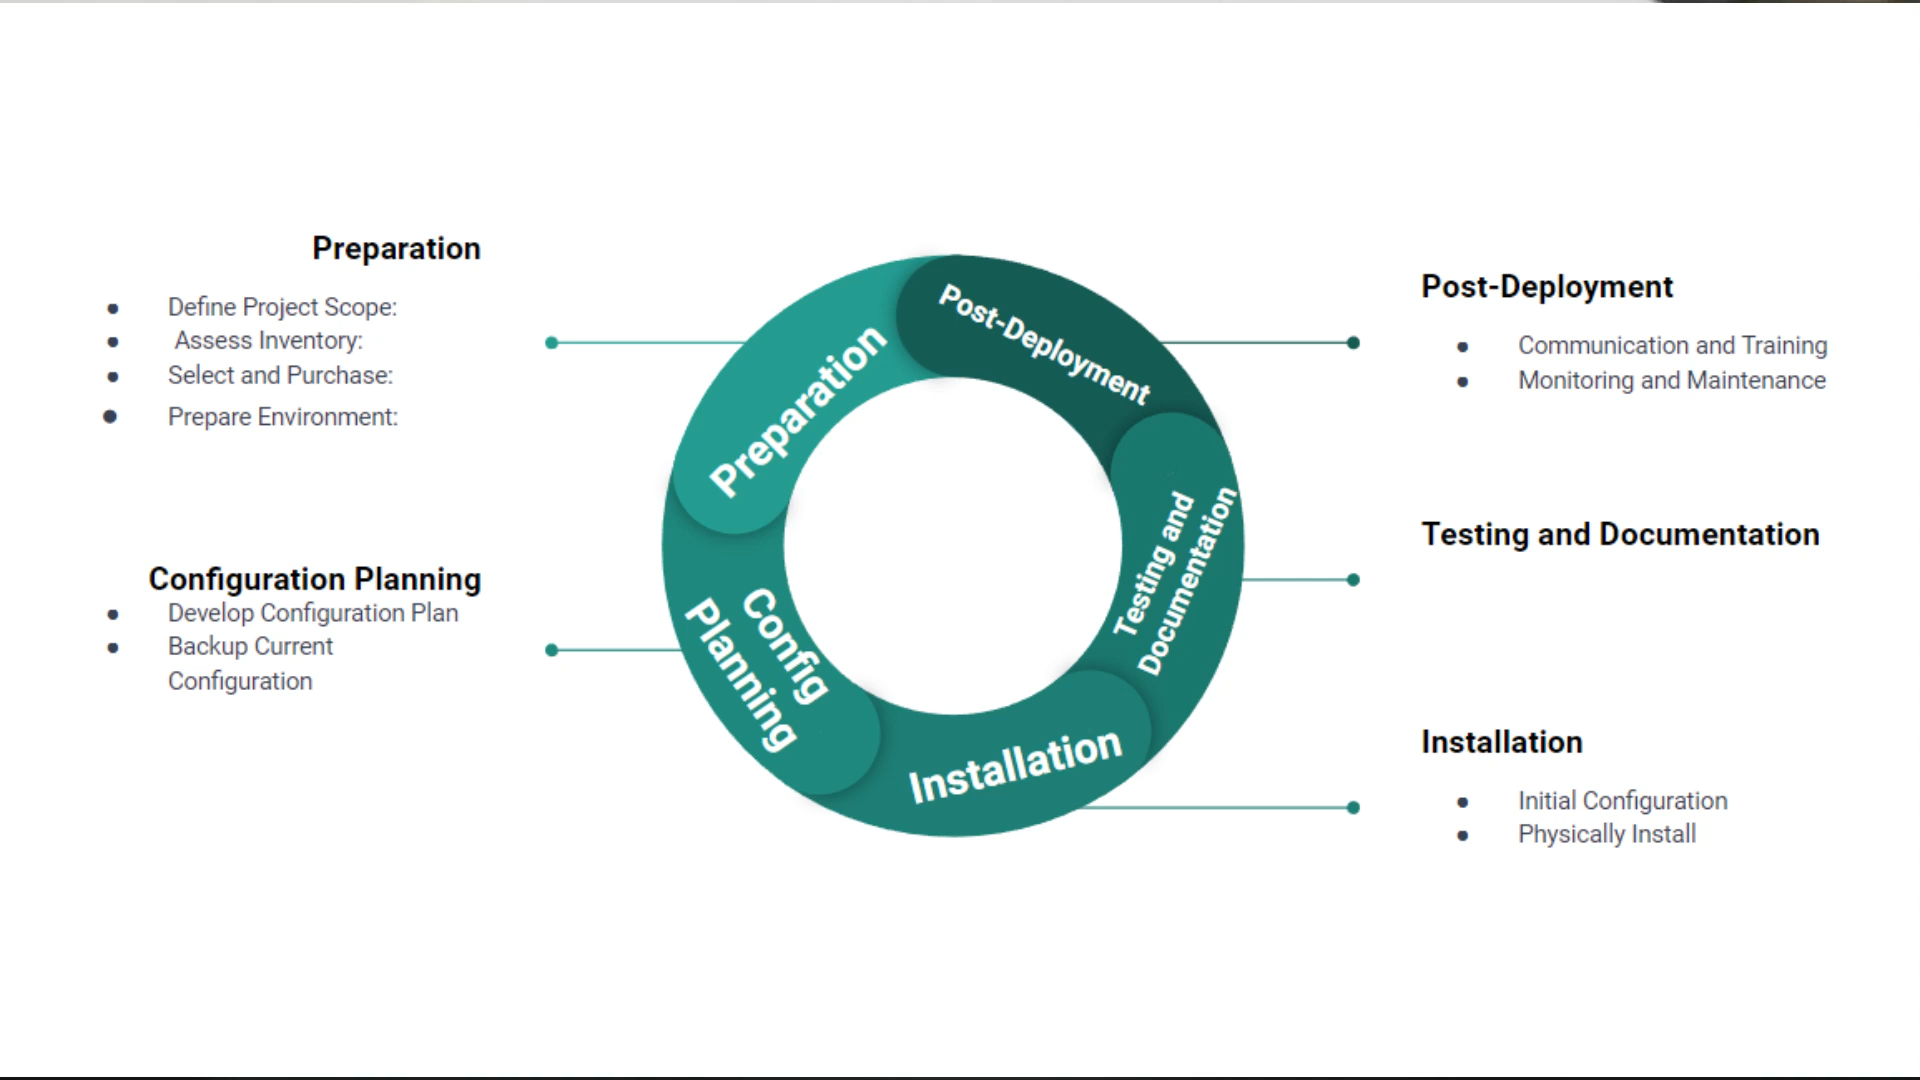 Preparation
● Define Project Scope:
● Assess Inventory:
● Select and Purchase:
● Prepare Environment:
Configuration Planning
● Develop Configuration Plan
● Backup Current
Configuration
Preparation
Post-Deployment
Config
Planning
Testing and
Documentation
Installation
Post-Deployment
● Communication and Training
● Monitoring and Maintenance
Testing and Documentation
Installation
● Initial Configuration
● Physically Install